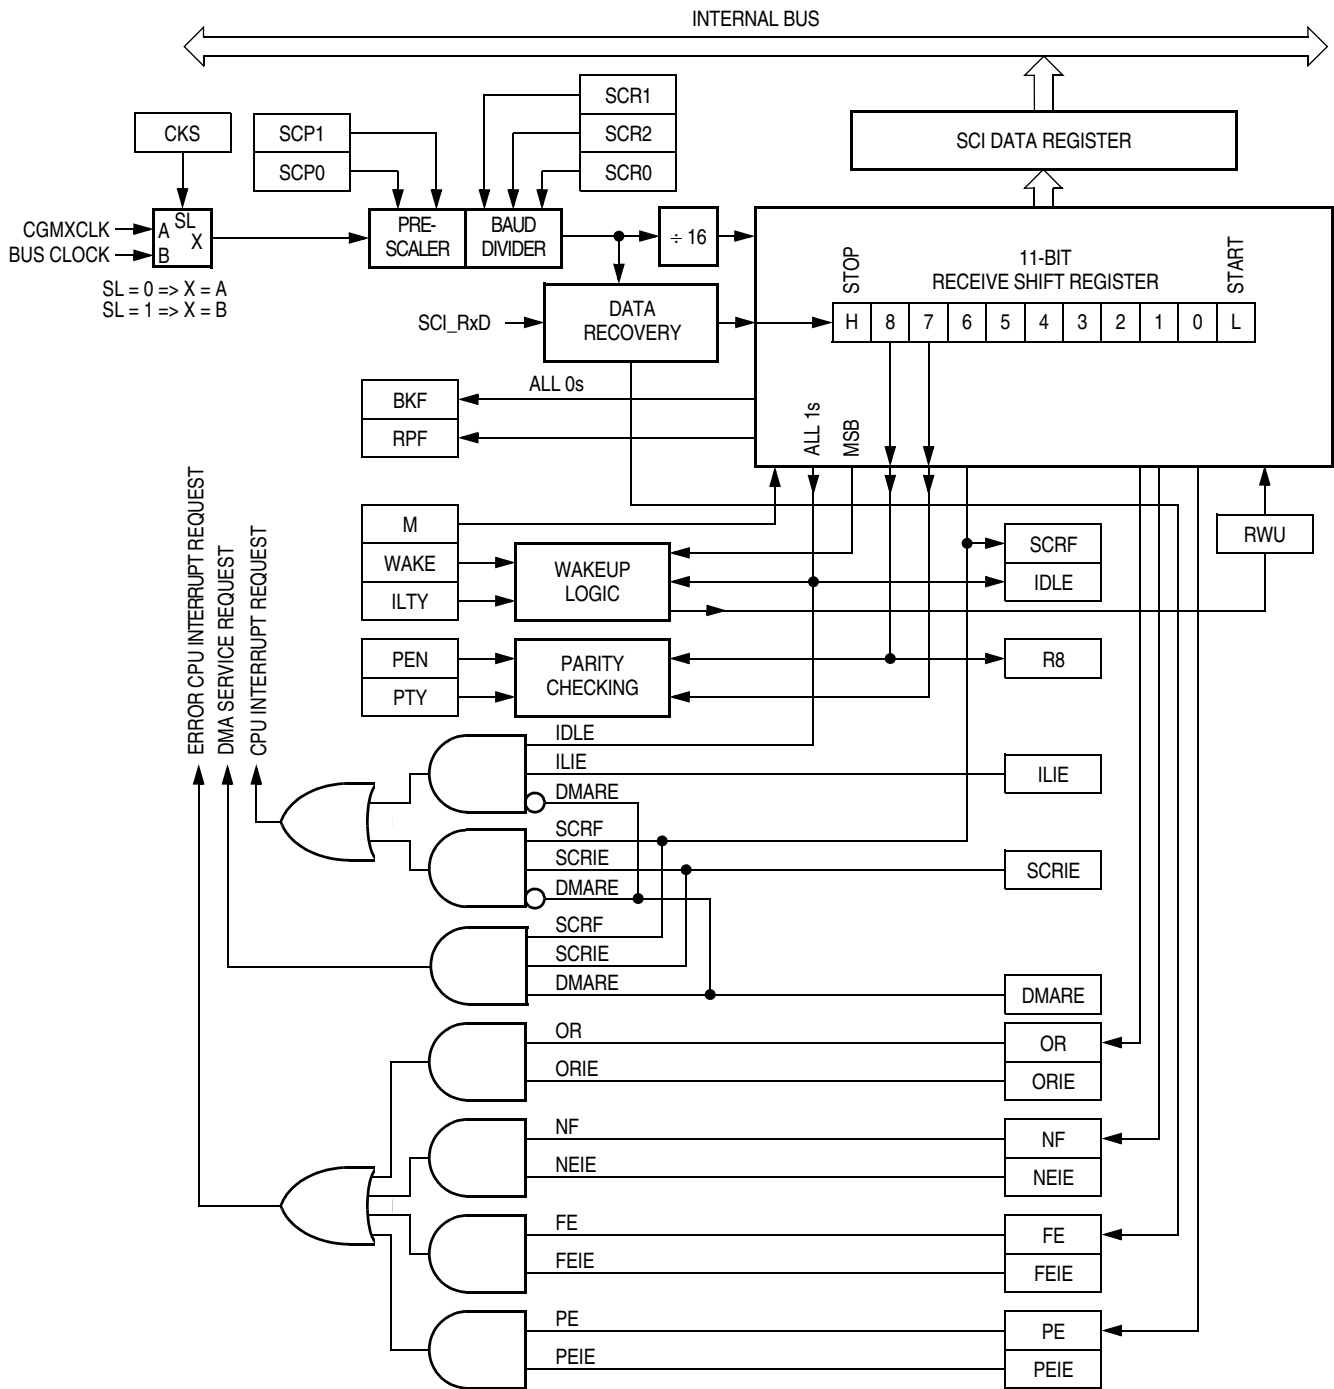 INTERNAL BUS
SCR1
SCR2
SCR0
CKS
SCP1
SCP0
SCI DATA REGISTER
CGMXCLK
BUS CLOCK
A
SL
X
B
SL = 0 => X = A
SL = 1 => X = B
PRE-
SCALER
BAUD
DIVIDER
÷ 16
STOP
11-BIT
RECEIVE SHIFT REGISTER
START
H 8 7 6 5 4 3 2 1 0 L
SCI_RxD
DATA
RECOVERY
ALL 0s
BKF
RPF
ALL 1s
MSB
ERROR CPU INTERRUPT REQUEST
DMA SERVICE REQUEST
CPU INTERRUPT REQUEST
M
WAKE
ILTY
WAKEUP
LOGIC
SCRF
IDLE
RWU
PEN
PTY
PARITY
CHECKING
R8
IDLE
ILIE
DMARE
ILIE
SCRF
SCRIE
DMARE
SCRIE
SCRF
SCRIE
DMARE
DMARE
OR
ORIE
OR
ORIE
NF
NEIE
NF
NEIE
FE
FEIE
FE
FEIE
PE
PEIE
PE
PEIE